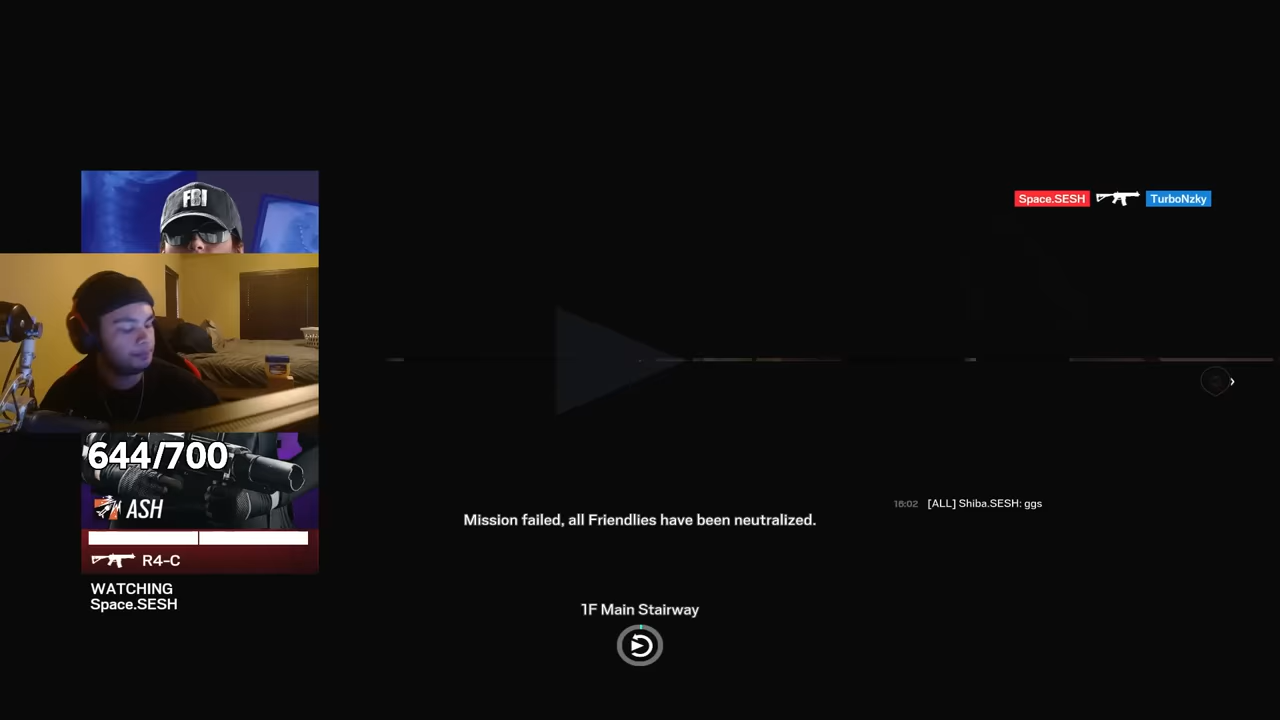 FBI
Space.SESH TurboNzky
644/700
ASH
R4-C
WATCHING
Space.SESH
16:02 [ALL] Shiba.SESH: ggs
Mission failed, all Friendlies have been neutralized.
1F Main Stairway